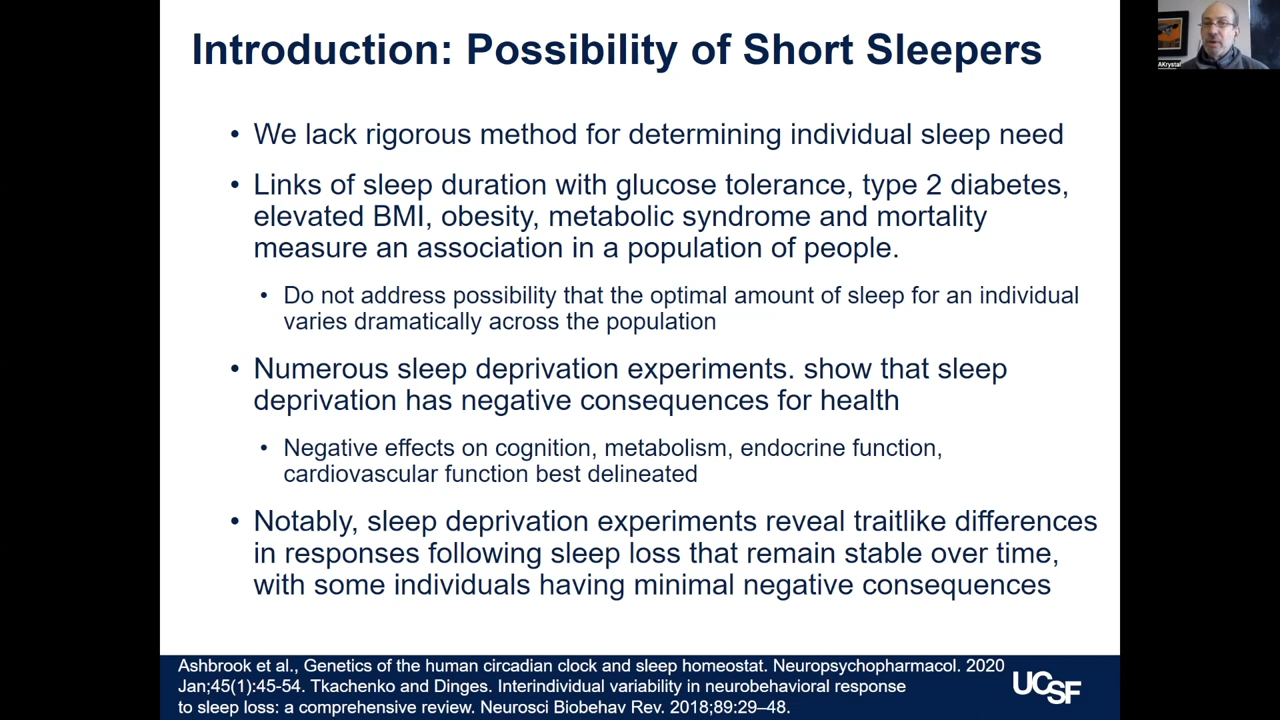 Introduction: Possibility of Short Sleepers
AKrystal
• We lack rigorous method for determining individual sleep need
• Links of sleep duration with glucose tolerance, type 2 diabetes,
elevated BMI, obesity, metabolic syndrome and mortality
measure an association in a population of people.
• Do not address possibility that the optimal amount of sleep for an individual
varies dramatically across the population
• Numerous sleep deprivation experiments. show that sleep
deprivation has negative consequences for health
• Negative effects on cognition, metabolism, endocrine function,
cardiovascular function best delineated
• Notably, sleep deprivation experiments reveal traitlike differences
in responses following sleep loss that remain stable over time,
with some individuals having minimal negative consequences
Ashbrook et al., Genetics of the human circadian clock and sleep homeostat. Neuropsychopharmacol. 2020
Jan;45(1):45-54. Tkachenko and Dinges. Interindividual variability in neurobehavioral response
to sleep loss: a comprehensive review. Neurosci Biobehav Rev. 2018;89:29–48.
UCSF